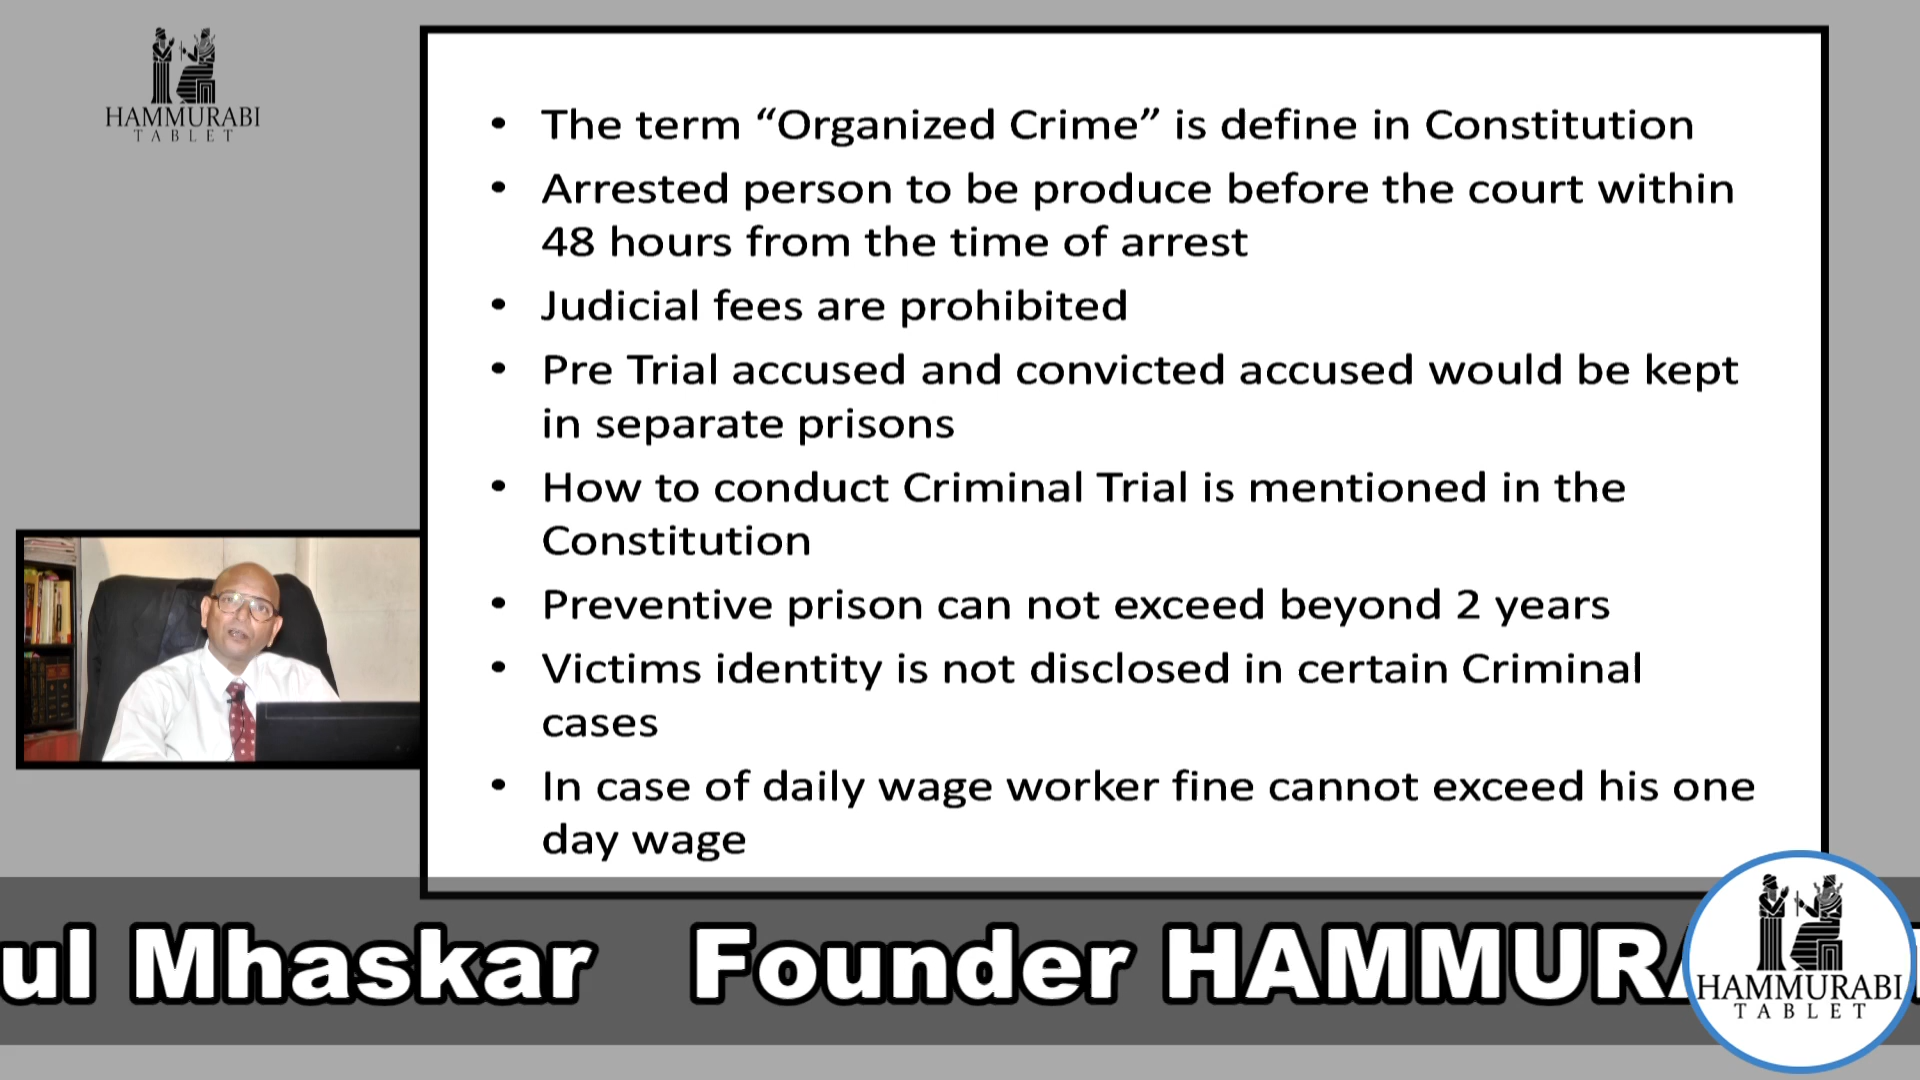 HAMMURABI
TABLET
• The term “Organized Crime” is define in Constitution
• Arrested person to be produce before the court within
48 hours from the time of arrest
• Judicial fees are prohibited
• Pre Trial accused and convicted accused would be kept
in separate prisons
• How to conduct Criminal Trial is mentioned in the
Constitution
• Preventive prison can not exceed beyond 2 years
• Victims identity is not disclosed in certain Criminal
cases
• In case of daily wage worker fine cannot exceed his one
day wage
ul Mhaskar Founder HAMMURA
HAMMURABI
TABLET